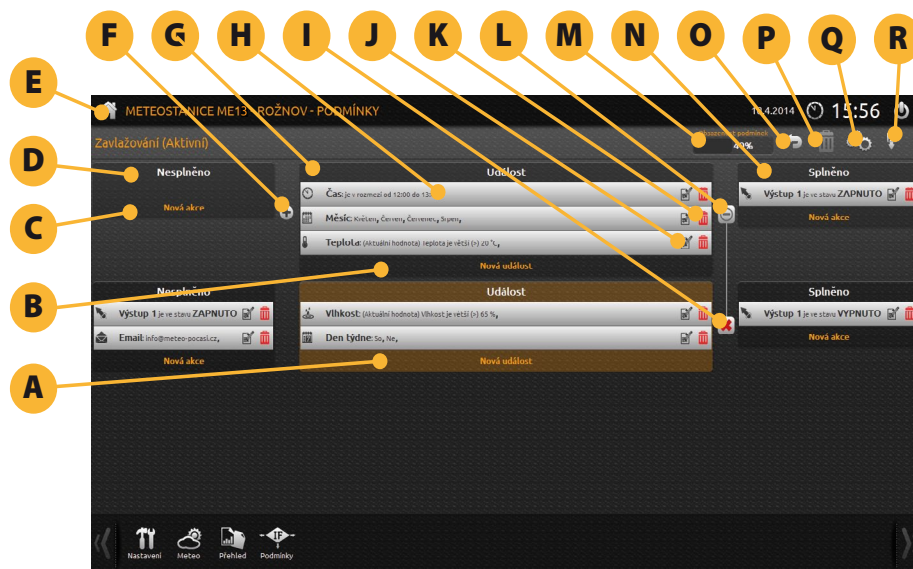 F G H I J K L M N O P Q R
E
METEOSTANICE ME13 - ROŽNOV - PODMÍNKY
15:56
Zavlažování (Aktivní)
40%
D
Nesplněno
Událost
Splněno
Čas: je v rozmezí od 12:00 do 13:
Výstup 1 je ve stavu ZAPNUTO
C
Nová akce
Měsíc: Květen, Červen, Červenec, Srpen,
Nová akce
Teplota: (Aktuální hodnota) Teplota je větší (>) 20 °C,
Nová událost
B
Nesplněno
Událost
Splněno
Výstup 1 je ve stavu ZAPNUTO
Vlhkost: (Aktuální hodnota) Vlhkost je větší (>) 65 %,
Výstup 1 je ve stavu VYPNUTO
Email: info@meteo-pocasi.cz,
Den týdne: So, Ne,
Nová akce
Nová akce
Nová událost
A
IF
Nastavení Meteo Přehled Podmínky